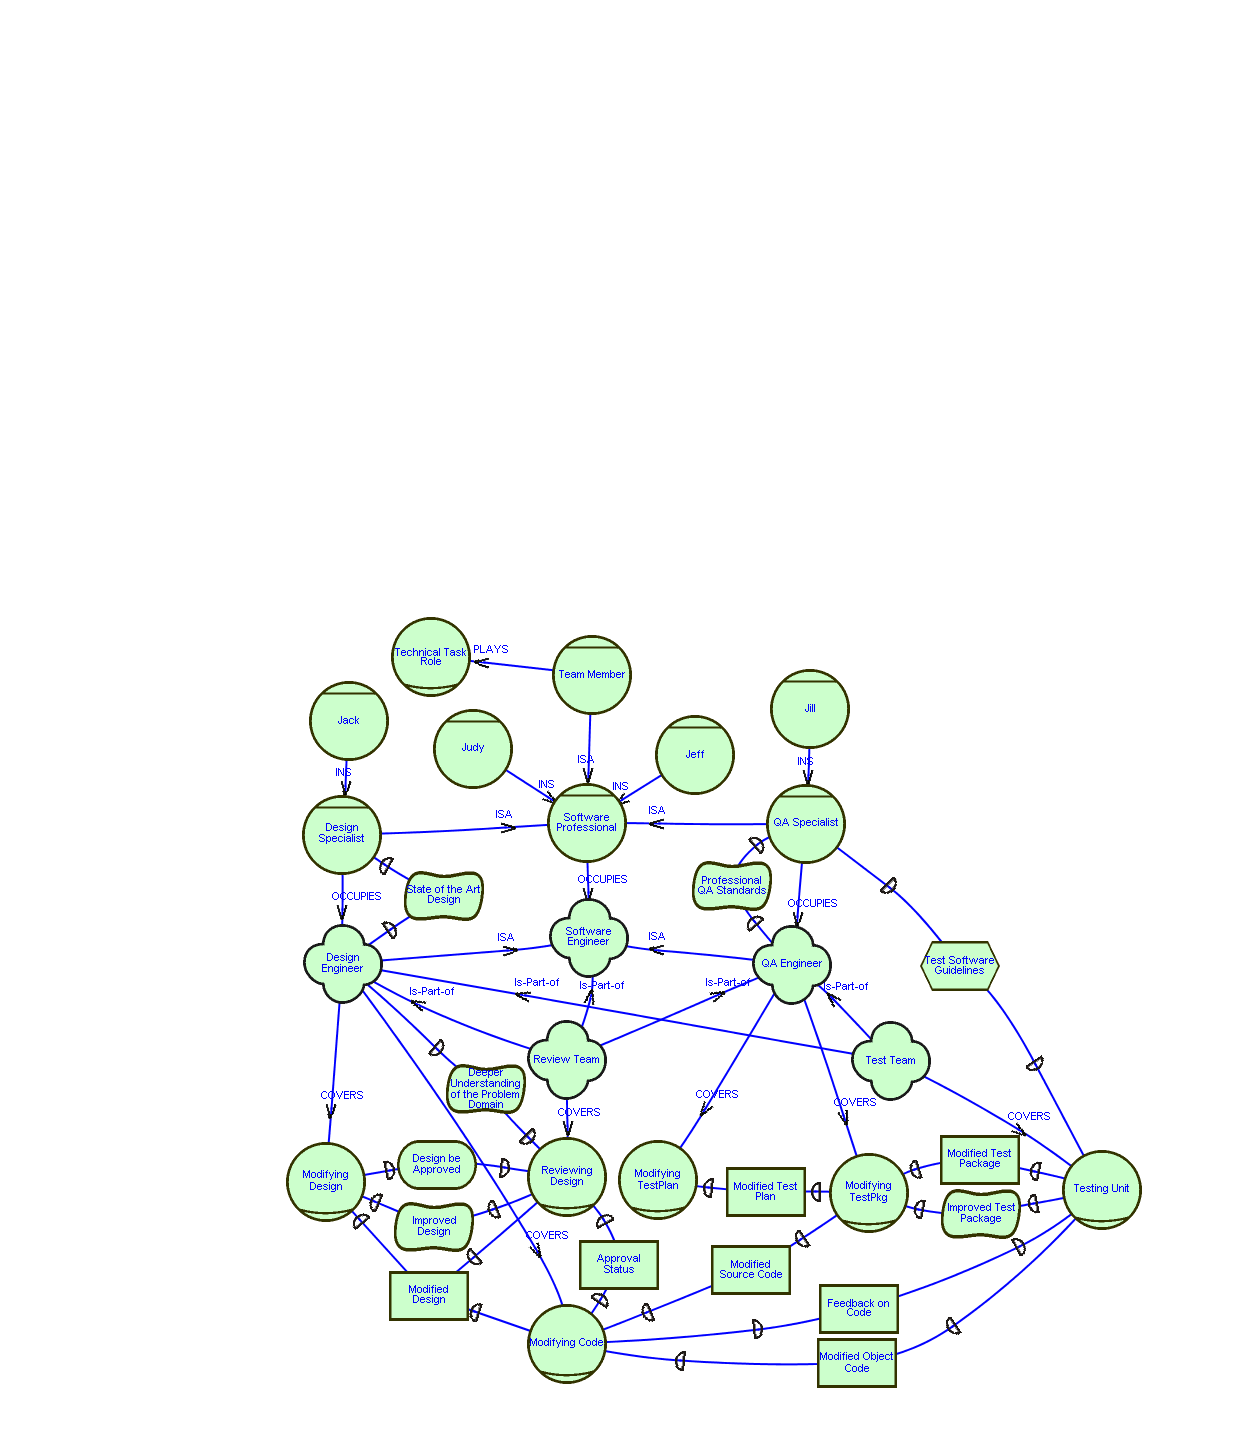 Technical Task
Role
PLAYS
Team Member
Jack
Judy
Jeff
Jill
INS
ISA
INS
INS
INS
Design
Specialist
ISA
Software
Professional
ISA
QA Specialist
State of the Art
Design
OCCUPIES
OCCUPIES
Professional
QA Standards
OCCUPIES
Design
Engineer
ISA
Software
Engineer
ISA
QA Engineer
Test Software
Guidelines
Is-Part-of
Is-Part-of
Is-Part-of
Is-Part-of
Is-Part-of
Review Team
Test Team
Deeper
Understanding
of the Problem
Domain
COVERS
COVERS
COVERS
COVERS
COVERS
Modifying
Design
Design be
Approved
Reviewing
Design
Modifying
TestPlan
Modified Test
Plan
Modifying
TestPkg
Modified Test
Package
Testing Unit
Improved
Design
Improved Test
Package
COVERS
Approval
Status
Modified
Source Code
Modified
Design
Feedback on
Code
Modifying Code
Modified Object
Code